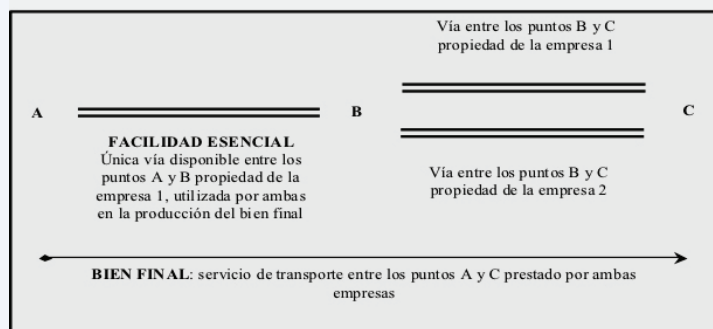 Vía entre los puntos B y C
propiedad de la empresa 1
A
B
C
FACILIDAD ESENCIAL
Única vía disponible entre los
puntos A y B propiedad de la
empresa 1, utilizada por ambas
en la producción del bien final
Vía entre los puntos B y C
propiedad de la empresa 2
BIEN FINAL: servicio de transporte entre los puntos A y C prestado por ambas
empresas